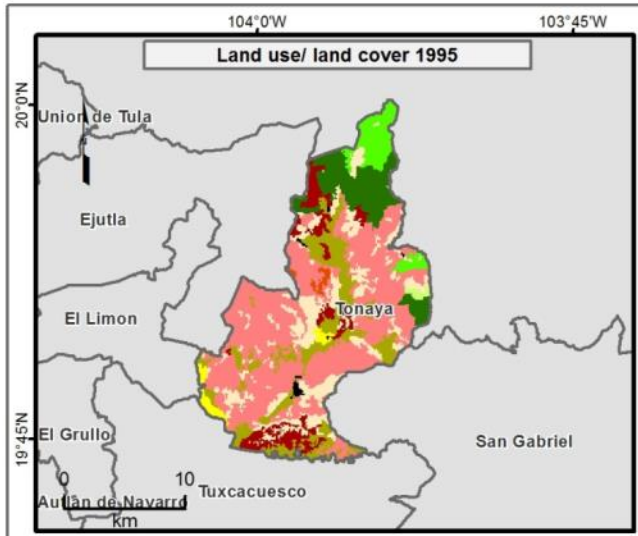 104°0'W
103°45'W
Land use/ land cover 1995
20°0'N
Union de Tula
Ejutla
El Limon
Tonaya
19°45'N
El Grullo
San Gabriel
0
10
Tuxcacuesco
Autlán de Navarro
km